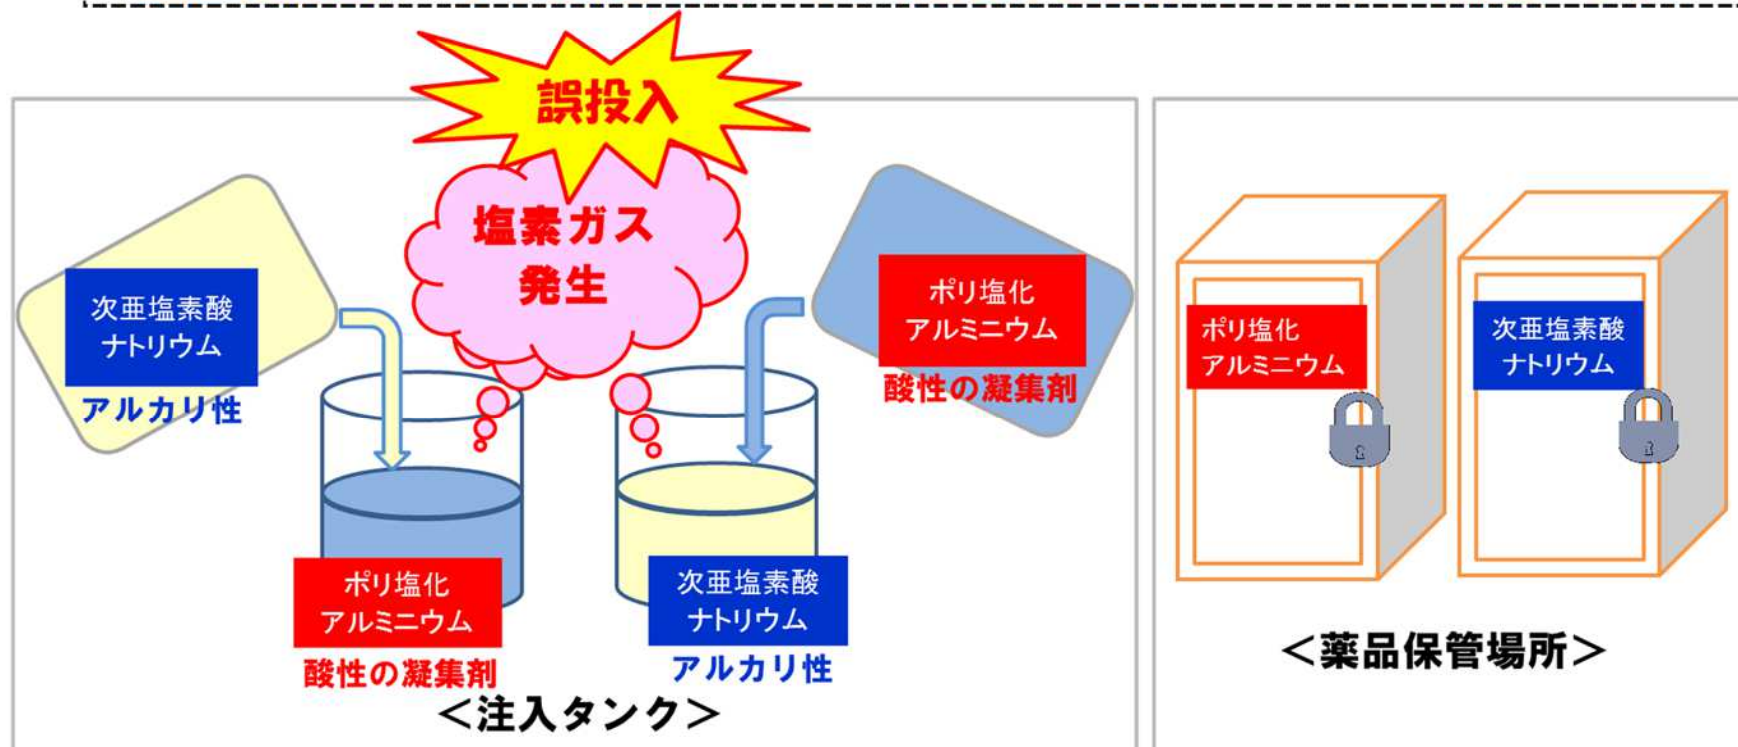 誤投入
塩素ガス
発生
次亜塩素酸
ナトリウム
アルカリ性
ポリ塩化
アルミニウム
酸性の凝集剤
ポリ塩化
アルミニウム
酸性の凝集剤
次亜塩素酸
ナトリウム
アルカリ性
＜注入タンク＞
ポリ塩化
アルミニウム
次亜塩素酸
ナトリウム
＜薬品保管場所＞